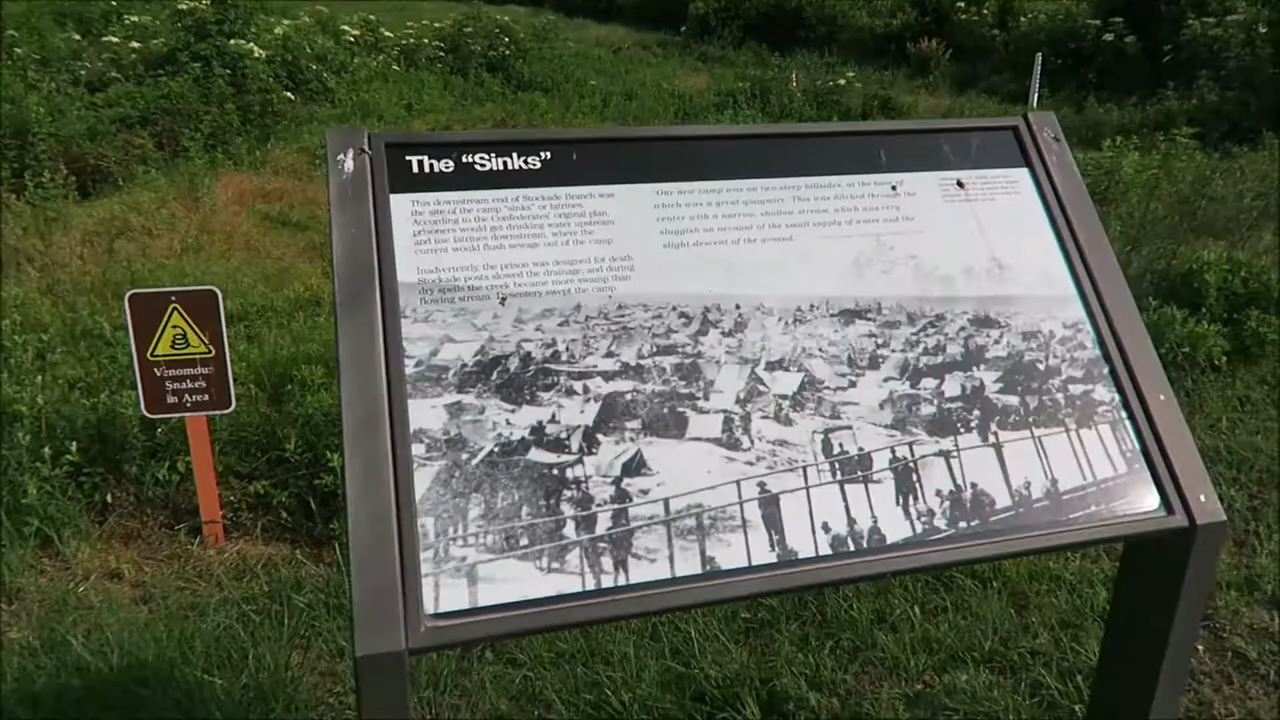 The “Sinks”
This downstream end of Stockade Branch was
the site of the camp “sinks” or latrines.
According to the Confederates' original plan,
prisoners would get drinking water upstream
and use latrines downstream, where the
current would flush sewage out of the camp.
Inadvertently, the prison was designed for death.
Stockade posts slowed the drainage, and during
dry spells the creek became more swamp than
flowing stream. Dysentery swept the camp.
“Our new camp was on two steep hillsides, at the base of
which was a great quagmire. This was ditched through the
center with a narrow, shallow stream, which was very
sluggish on account of the small supply of water and the
slight descent of the ground.
Venomous
Snakes
in Area